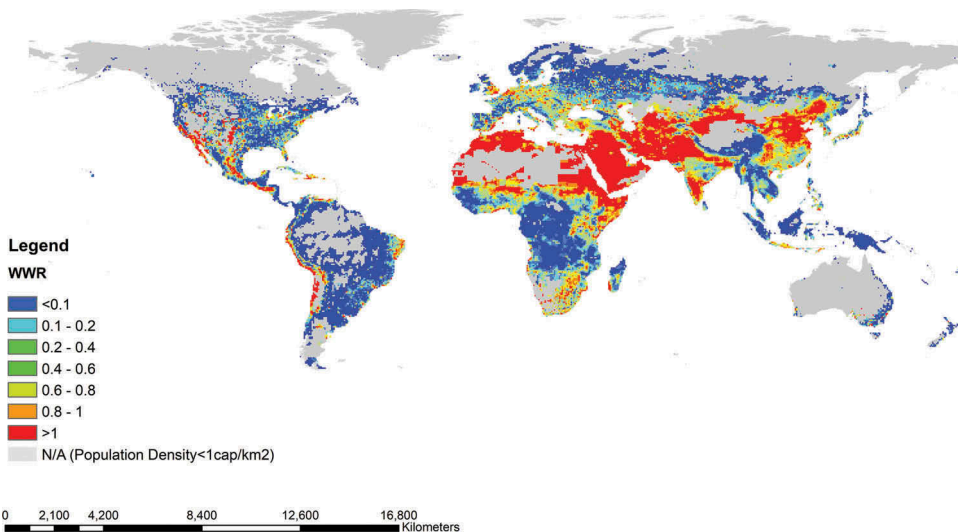 Legend
WWR
<0.1
0.1 - 0.2
0.2 - 0.4
0.4 - 0.6
0.6 - 0.8
0.8 - 1
>1
N/A (Population Density<1cap/km2)
0 2,100 4,200 8,400 12,600 16,800
Kilometers